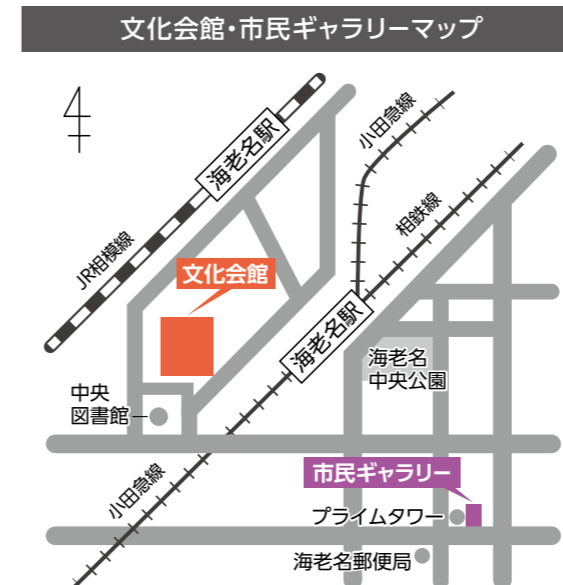 文化会館・市民ギャラリーマップ
小田急線
海老名駅
相鉄線
JR相模線
文化会館
海老名駅
海老名
中央公園
中央
図書館
市民ギャラリー
小田急線
プライムタワー
海老名郵便局